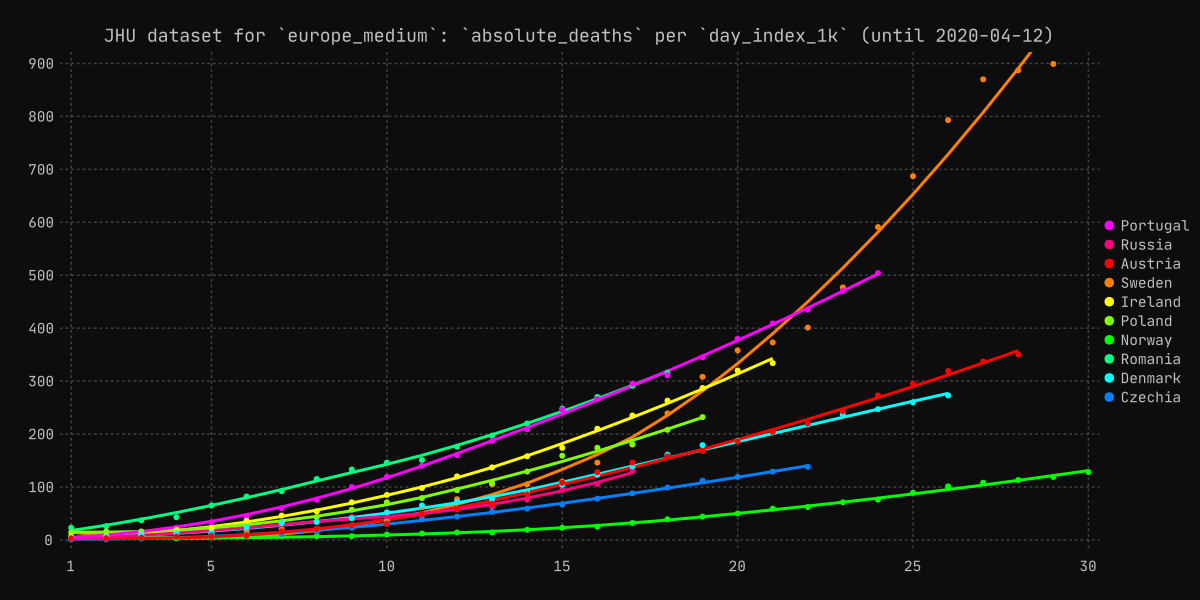 JHU dataset for `europe_medium`: `absolute_deaths` per `day_index_1k` (until 2020-04-12)
900
800
700
600
500
400
300
200
100
0
1 5 10 15 20 25 30
Portugal
Russia
Austria
Sweden
Ireland
Poland
Norway
Romania
Denmark
Czechia